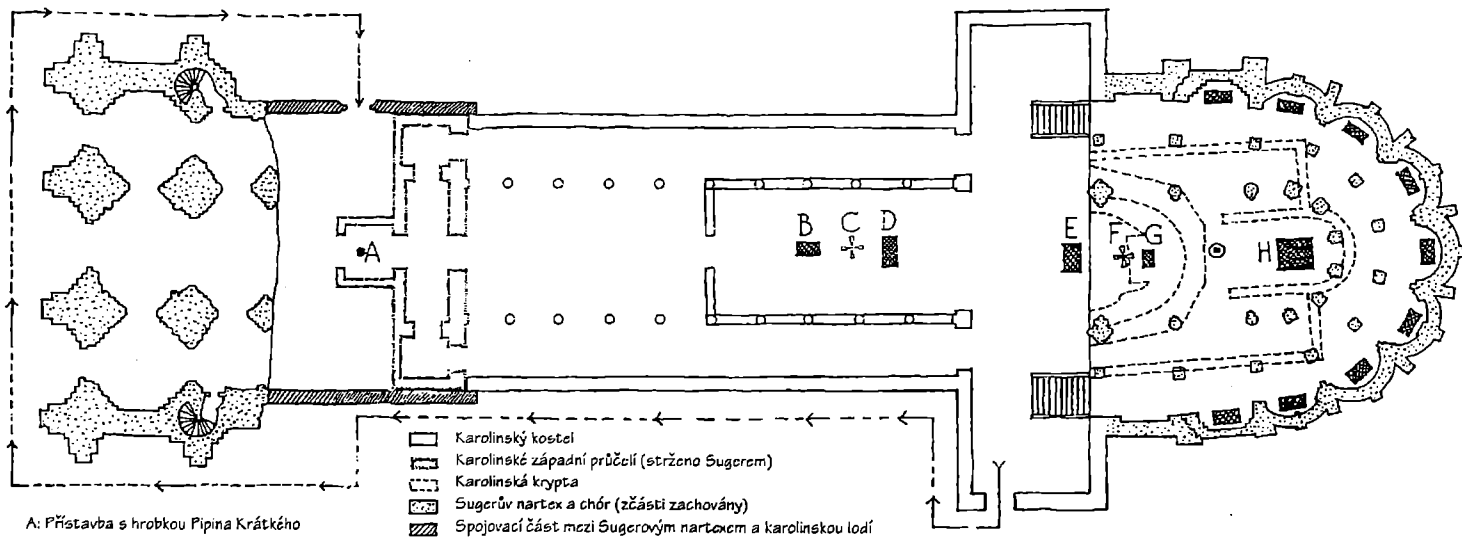 A
B
C
D
E
F
G
H
Karolinský kostel
Karolinské západní průčelí (strženo Sugerem)
Karolinská krypta
Sugerův nartex a chór (zčásti zachovány)
Spojovací část mezi Sugerovým nartexem a karolinskou lodí
A: Přístavba s hrobkou Pipina Krátkého